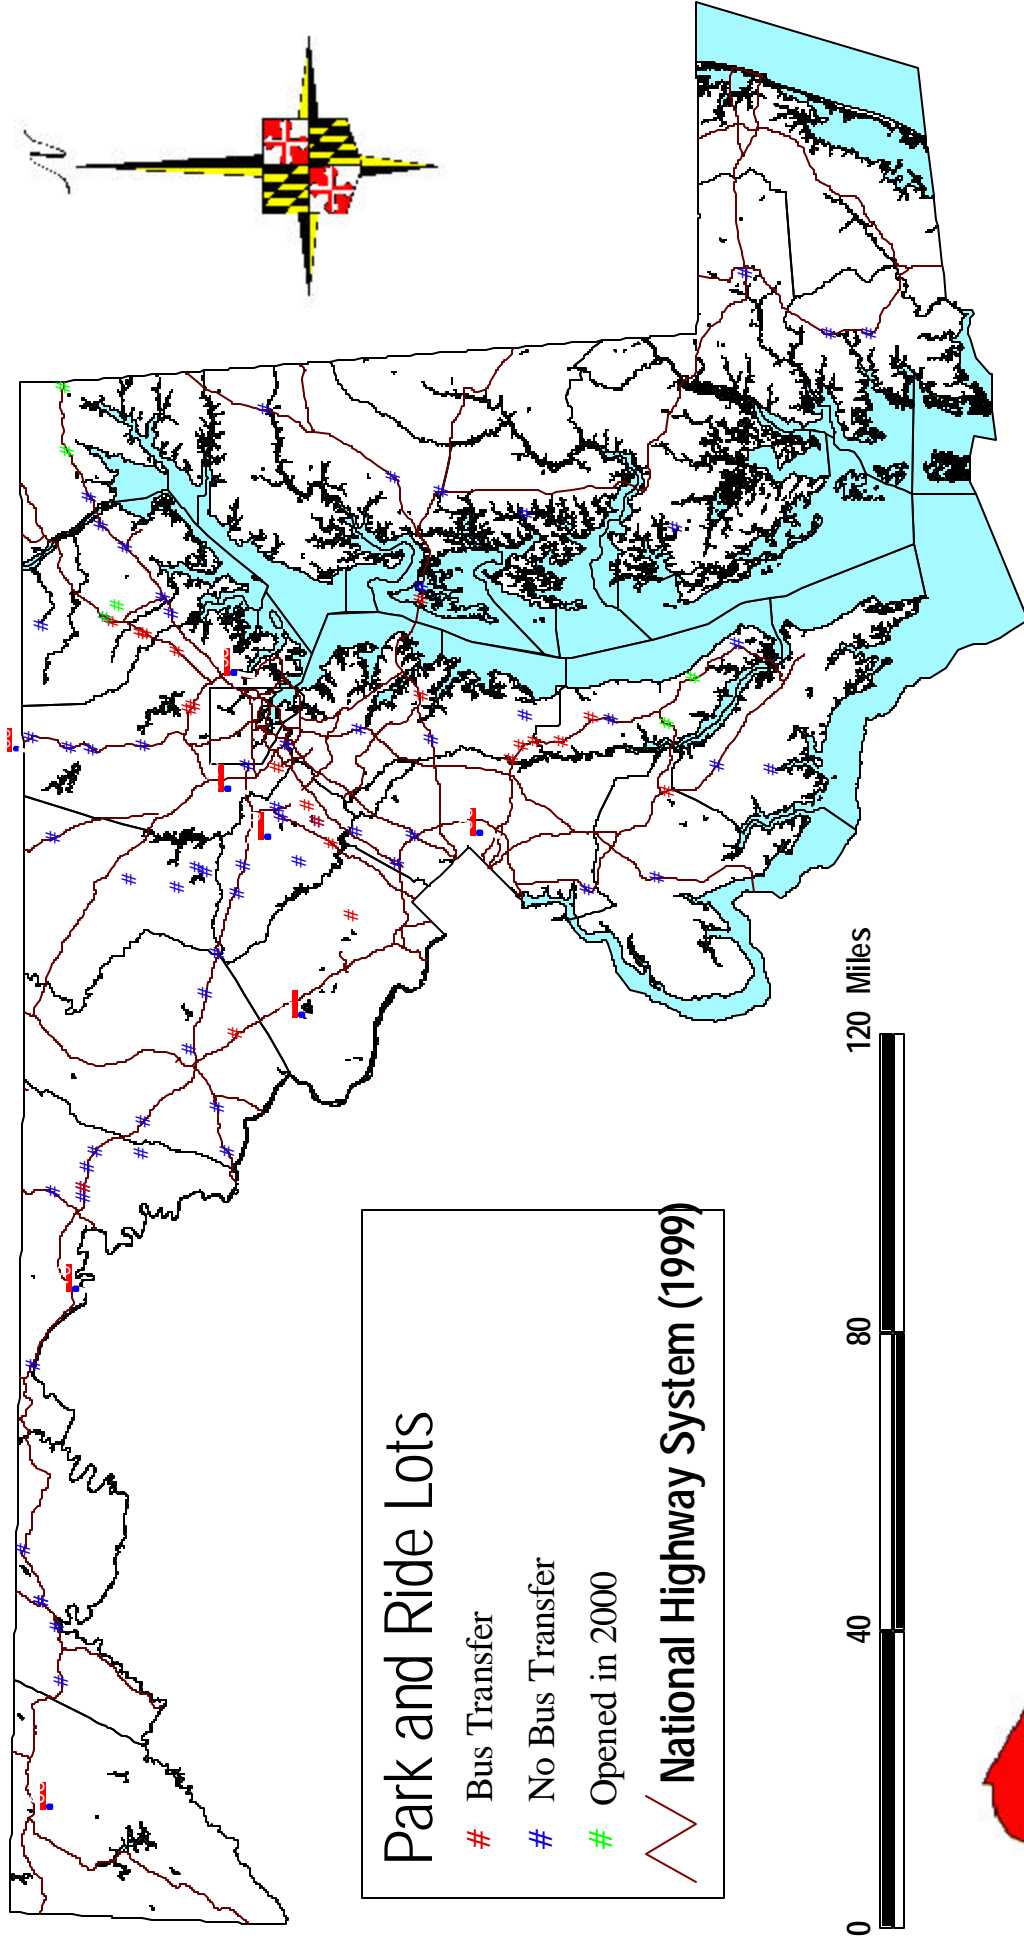 Park and Ride Lots
# Bus Transfer
# No Bus Transfer
# Opened in 2000
National Highway System (1999)
0 40 80 120 Miles